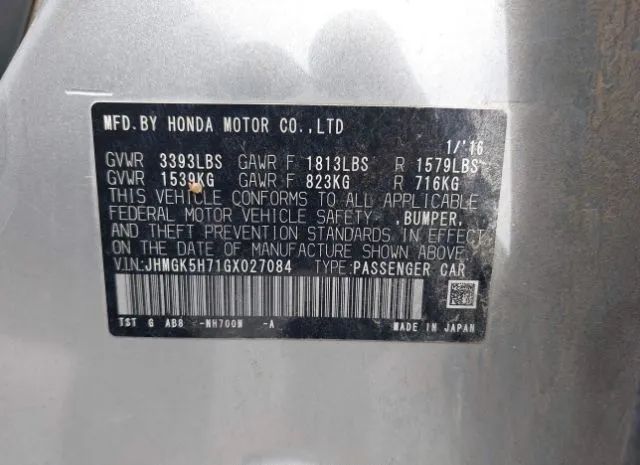 MFD.BY HONDA MOTOR CO.,LTD
1/'16
GVWR 3393LBS GAWR F 1813LBS R 1579LBS
GVWR 1539KG GAWR F 823KG R 716KG
THIS VEHICLE CONFORMS TO ALL APPLICABLE
FEDERAL MOTOR VEHICLE SAFETY, ,BUMPER,
AND THEFT PREVENTION STANDARDS IN EFFECT
ON THE DATE OF MANUFACTURE SHOWN ABOVE.
VIN:JHMGK5H71GX027084 TYPE:PASSENGER CAR
TST G AB8 -NH700M -A MADE IN JAPAN